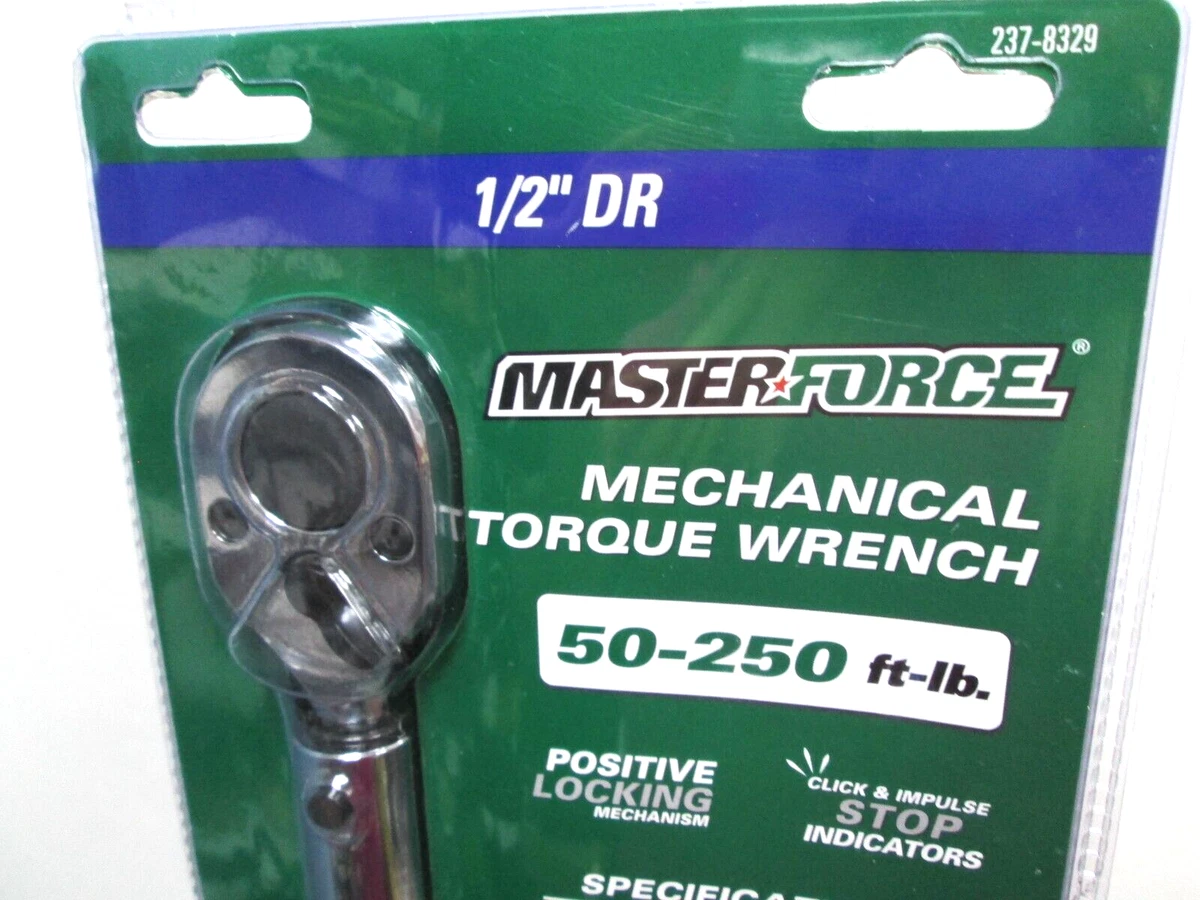 237-8329
1/2" DR
MASTERFORCE®
MECHANICAL
TORQUE WRENCH
50-250 ft-lb.
POSITIVE
LOCKING
MECHANISM
CLICK & IMPULSE
STOP
INDICATORS